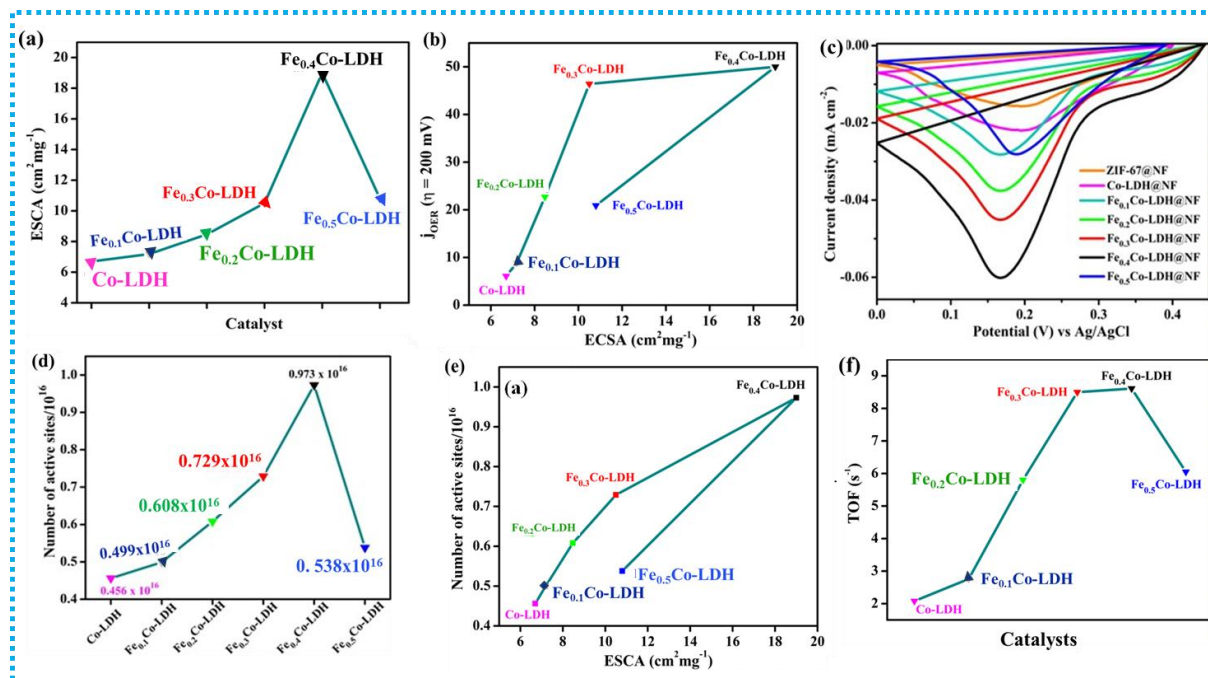 (a)
ESCA (cm²mg⁻¹)
20
18
16
14
12
10
8
6
4
Fe₀.₄Co-LDH
Fe₀.₃Co-LDH
Fe₀.₅Co-LDH
Fe₀.₁Co-LDH
Fe₀.₂Co-LDH
Co-LDH
Catalyst
(b)
jOER (η = 200 mV)
50
40
30
20
10
0
Fe₀.₃Co-LDH
Fe₀.₄Co-LDH
Fe₀.₂Co-LDH
Fe₀.₅Co-LDH
Fe₀.₁Co-LDH
Co-LDH
6 8 10 12 14 16 18 20
ECSA (cm²mg⁻¹)
(c)
Current density (mA cm⁻²)
0.00
-0.02
-0.04
-0.06
ZIF-67@NF
Co-LDH@NF
Fe₀.₁Co-LDH@NF
Fe₀.₂Co-LDH@NF
Fe₀.₃Co-LDH@NF
Fe₀.₄Co-LDH@NF
Fe₀.₅Co-LDH@NF
0.0 0.1 0.2 0.3 0.4
Potential (V) vs Ag/AgCl
(d)
Number of active sites/10¹⁶
1.0
0.9
0.8
0.7
0.6
0.5
0.4
0.973 x 10¹⁶
0.729x10¹⁶
0.608x10¹⁶
0.499x10¹⁶
0. 538x10¹⁶
0.456 x 10¹⁶
Co-LDH
Fe₀.₁Co-LDH
Fe₀.₂Co-LDH
Fe₀.₃Co-LDH
Fe₀.₄Co-LDH
Fe₀.₅Co-LDH
(e)
(a)
Number of active sites/10¹⁶
1.0
0.9
0.8
0.7
0.6
0.5
0.4
Fe₀.₄Co-LDH
Fe₀.₃Co-LDH
Fe₀.₂Co-LDH
Fe₀.₅Co-LDH
Fe₀.₁Co-LDH
Co-LDH
6 8 10 12 14 16 18 20
ESCA (cm²mg⁻¹)
(f)
TOF (s⁻¹)
9
8
7
6
5
4
3
2
Fe₀.₄Co-LDH
Fe₀.₃Co-LDH
Fe₀.₂Co-LDH
Fe₀.₅Co-LDH
Fe₀.₁Co-LDH
Co-LDH
Catalysts